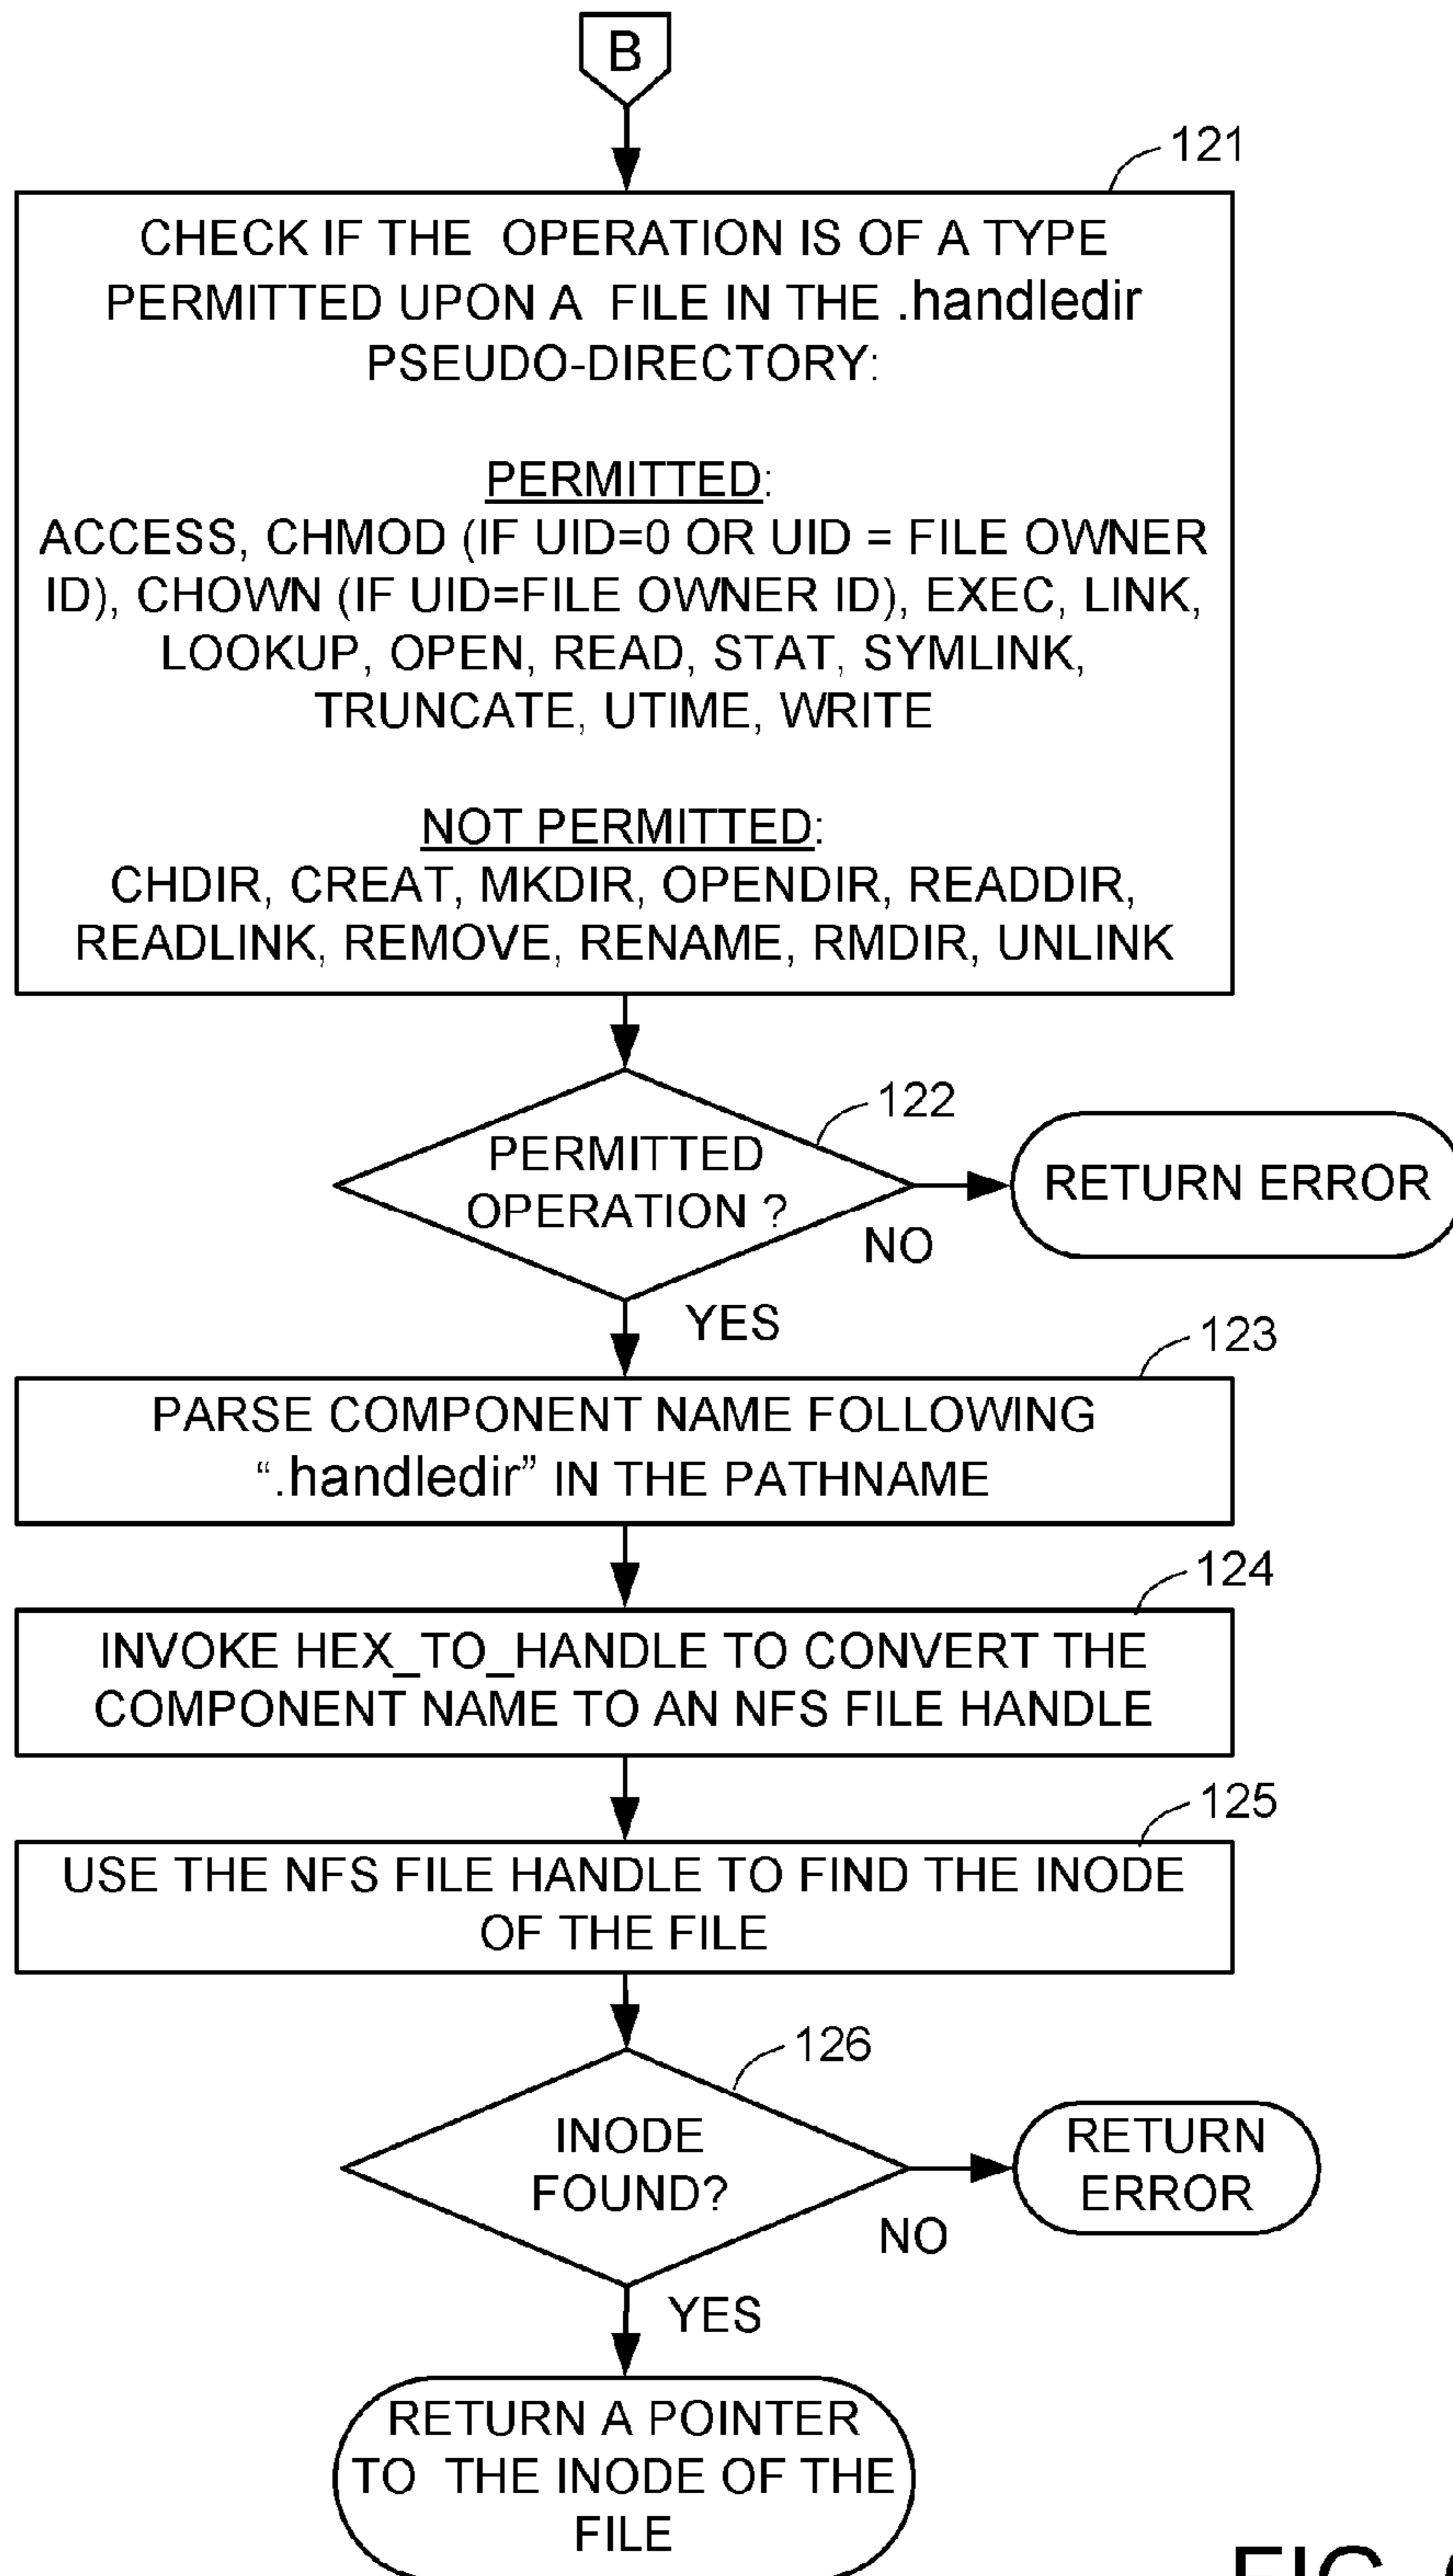 B
121
CHECK IF THE OPERATION IS OF A TYPE
PERMITTED UPON A FILE IN THE .handledir
PSEUDO-DIRECTORY:
PERMITTED:
ACCESS, CHMOD (IF UID=0 OR UID = FILE OWNER
ID), CHOWN (IF UID=FILE OWNER ID), EXEC, LINK,
LOOKUP, OPEN, READ, STAT, SYMLINK,
TRUNCATE, UTIME, WRITE
NOT PERMITTED:
CHDIR, CREAT, MKDIR, OPENDIR, READDIR,
READLINK, REMOVE, RENAME, RMDIR, UNLINK
122
PERMITTED
OPERATION ?
RETURN ERROR
NO
YES
123
PARSE COMPONENT NAME FOLLOWING
“.handledir” IN THE PATHNAME
124
INVOKE HEX_TO_HANDLE TO CONVERT THE
COMPONENT NAME TO AN NFS FILE HANDLE
125
USE THE NFS FILE HANDLE TO FIND THE INODE
OF THE FILE
126
INODE
FOUND?
RETURN
ERROR
NO
YES
RETURN A POINTER
TO THE INODE OF THE
FILE